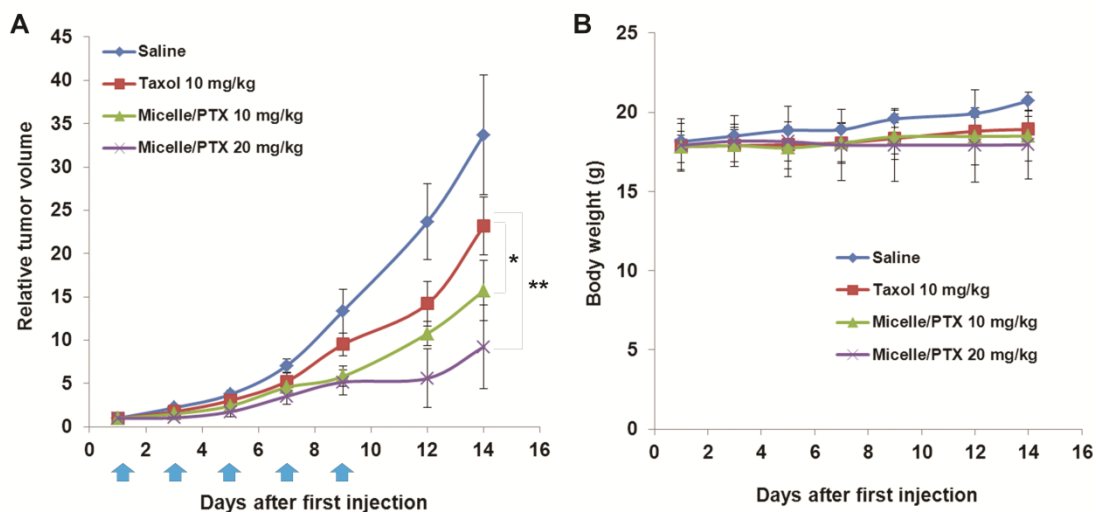 A
45
40
35
30
25
20
15
10
5
0
Relative tumor volume
Saline
Taxol 10 mg/kg
Micelle/PTX 10 mg/kg
Micelle/PTX 20 mg/kg
*
**
0 2 4 6 8 10 12 14 16
Days after first injection
B
25
20
15
10
5
0
Body weight (g)
Saline
Taxol 10 mg/kg
Micelle/PTX 10 mg/kg
Micelle/PTX 20 mg/kg
0 2 4 6 8 10 12 14 16
Days after first injection